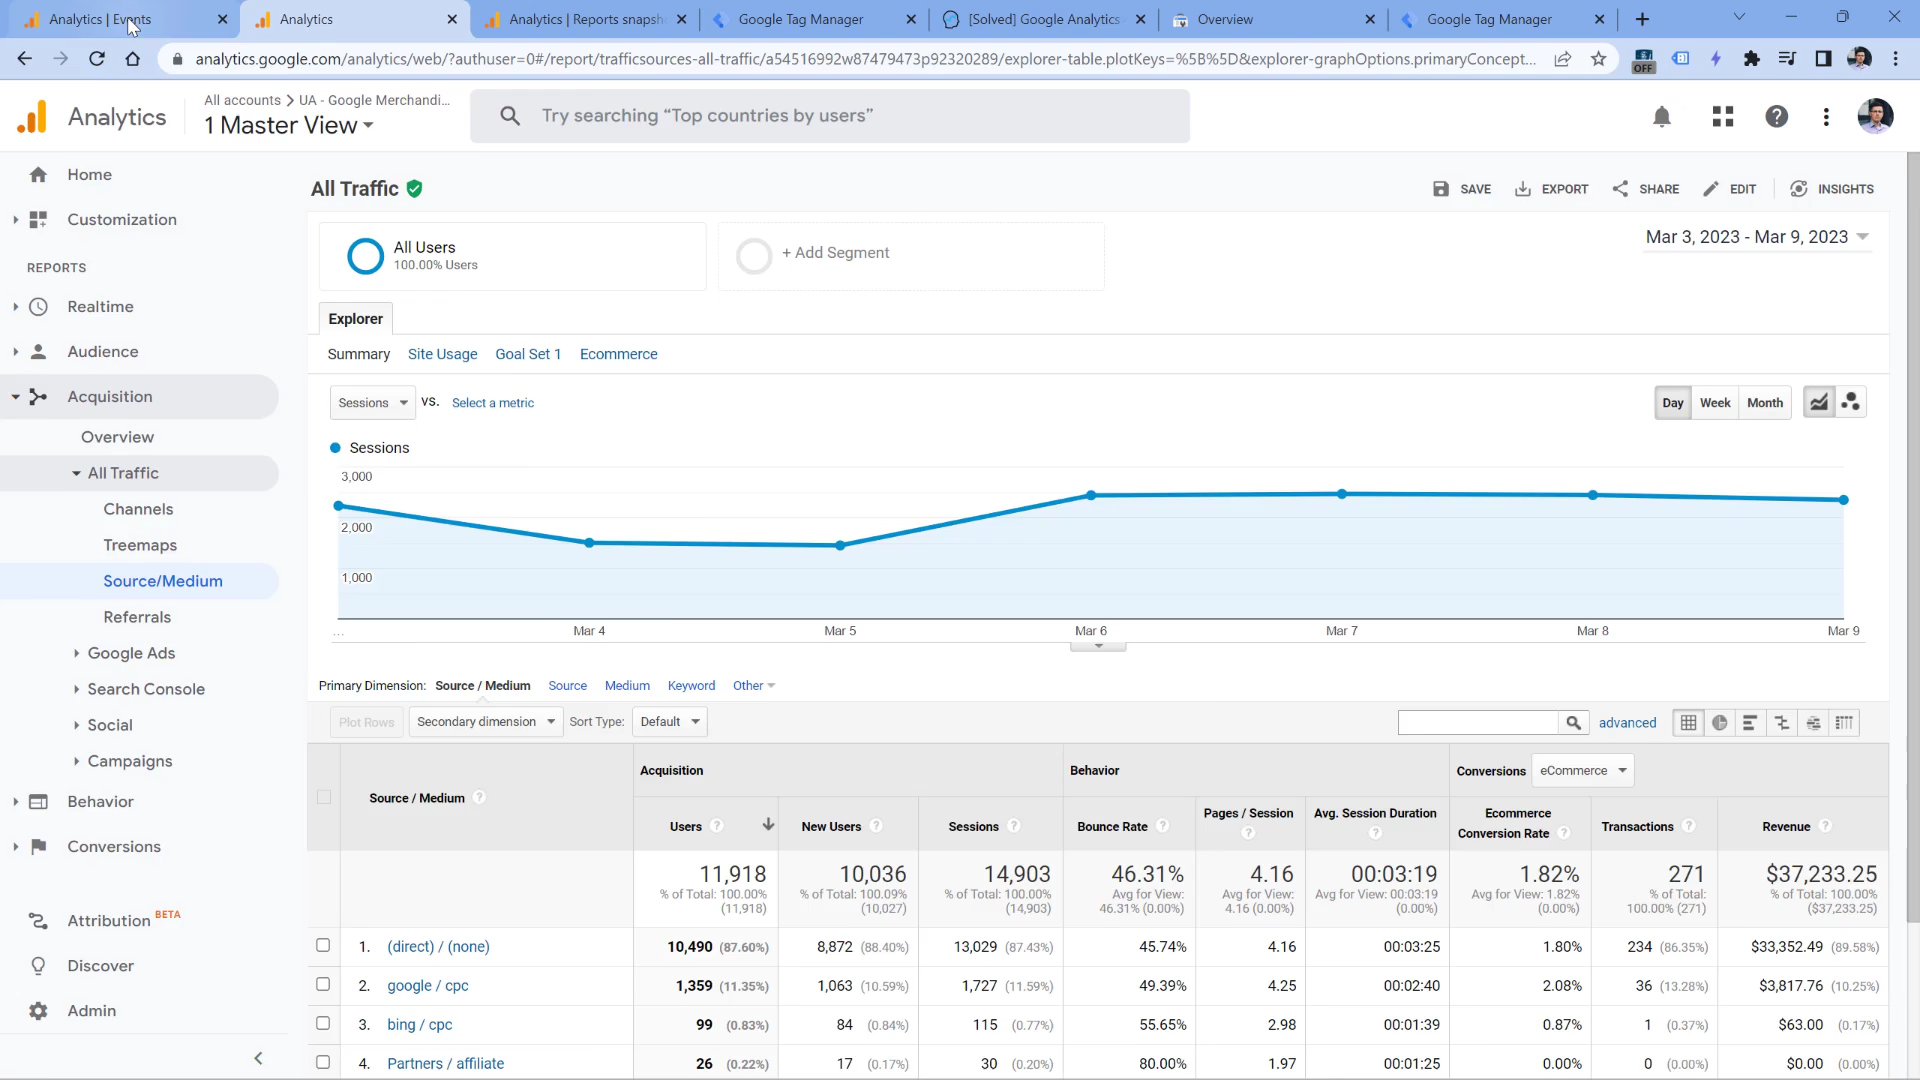 Analytics | Events
Analytics
Analytics | Reports snapsh
Google Tag Manager
[Solved] Google Analytics
Overview
Google Tag Manager
analytics.google.com/analytics/web/?authuser=0#/report/trafficsources-all-traffic/a54516992w87479473p92320289/explorer-table.plotKeys=%5B%5D&explorer-graphOptions.primaryConcept...
OFF
Analytics
All accounts > UA - Google Merchandi...
1 Master View
Try searching “Top countries by users”
Home
Customization
REPORTS
Realtime
Audience
Acquisition
Overview
All Traffic
Channels
Treemaps
Source/Medium
Referrals
Google Ads
Search Console
Social
Campaigns
Behavior
Conversions
Attribution BETA
Discover
Admin
All Traffic
SAVE
EXPORT
SHARE
EDIT
INSIGHTS
All Users
100.00% Users
+ Add Segment
Mar 3, 2023 - Mar 9, 2023
Explorer
Summary Site Usage Goal Set 1 Ecommerce
Sessions vs. Select a metric
Day Week Month
Sessions
3,000
2,000
1,000
... Mar 4 Mar 5 Mar 6 Mar 7 Mar 8 Mar 9
Primary Dimension: Source / Medium Source Medium Keyword Other
Plot Rows Secondary dimension Sort Type: Default advanced
Source / Medium ?
Acquisition
Behavior
Conversions eCommerce
Users ? New Users ? Sessions ? Bounce Rate ? Pages / Session ? Avg. Session Duration ? Ecommerce Conversion Rate ? Transactions ? Revenue ?
11,918 10,036 14,903 46.31% 4.16 00:03:19 1.82% 271 $37,233.25
% of Total: 100.00% % of Total: 100.09% % of Total: 100.00% Avg for View: Avg for View: Avg for View: 00:03:19 Avg for View: 1.82% % of Total: % of Total: 100.00%
(11,918) (10,027) (14,903) 46.31% (0.00%) 4.16 (0.00%) (0.00%) (0.00%) 100.00% (271) ($37,233.25)
1. (direct) / (none) 10,490 (87.60%) 8,872 (88.40%) 13,029 (87.43%) 45.74% 4.16 00:03:25 1.80% 234 (86.35%) $33,352.49 (89.58%)
2. google / cpc 1,359 (11.35%) 1,063 (10.59%) 1,727 (11.59%) 49.39% 4.25 00:02:40 2.08% 36 (13.28%) $3,817.76 (10.25%)
3. bing / cpc 99 (0.83%) 84 (0.84%) 115 (0.77%) 55.65% 2.98 00:01:39 0.87% 1 (0.37%) $63.00 (0.17%)
4. Partners / affiliate 26 (0.22%) 17 (0.17%) 30 (0.20%) 80.00% 1.97 00:01:25 0.00% 0 (0.00%) $0.00 (0.00%)